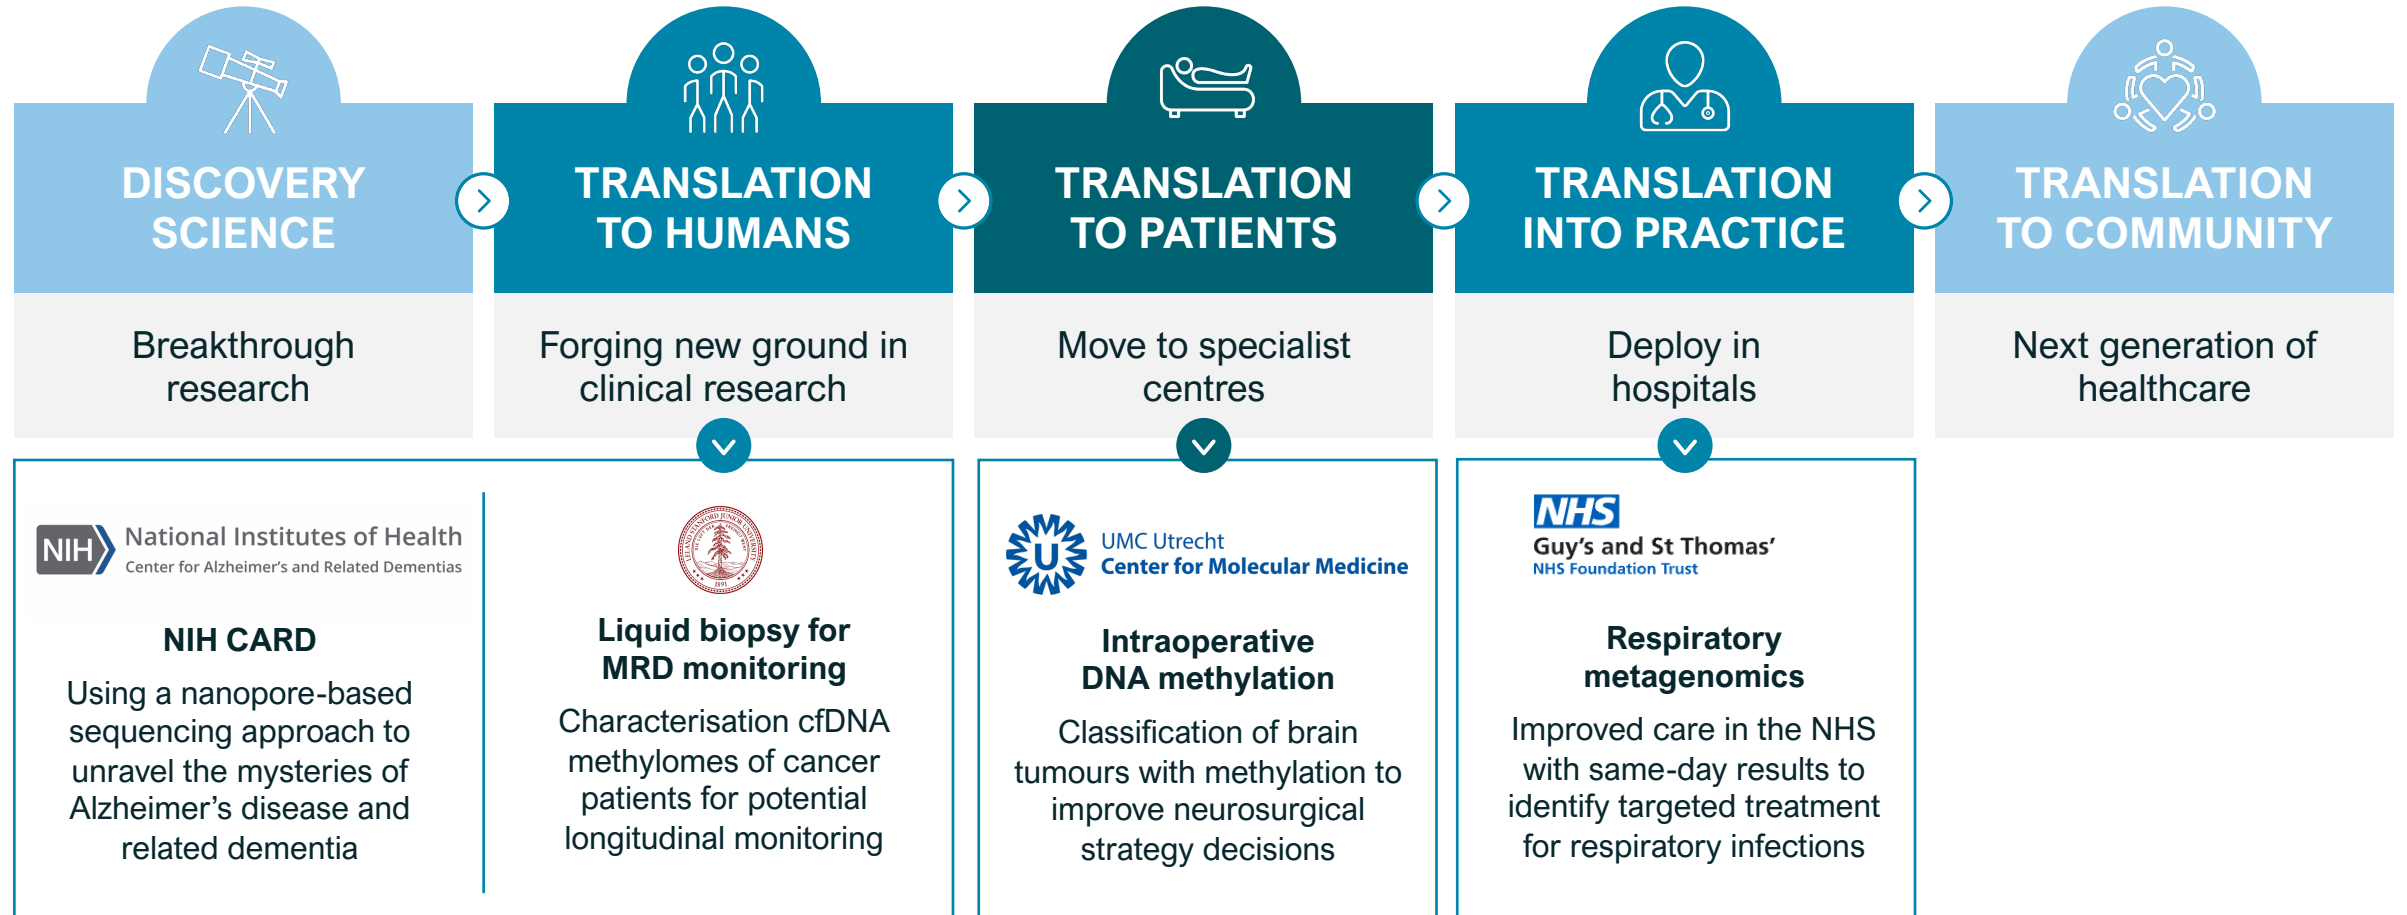 DISCOVERY
SCIENCE
TRANSLATION
TO HUMANS
TRANSLATION
TO PATIENTS
TRANSLATION
INTO PRACTICE
TRANSLATION
TO COMMUNITY
Breakthrough
research
Forging new ground in
clinical research
Move to specialist
centres
Deploy in
hospitals
Next generation of
healthcare
NIH
National Institutes of Health
Center for Alzheimer's and Related Dementias
NIH CARD
Using a nanopore-based
sequencing approach to
unravel the mysteries of
Alzheimer’s disease and
related dementia
LELAND STANFORD JUNIOR UNIVERSITY
1891
Liquid biopsy for
MRD monitoring
Characterisation cfDNA
methylomes of cancer
patients for potential
longitudinal monitoring
U
UMC Utrecht
Center for Molecular Medicine
Intraoperative
DNA methylation
Classification of brain
tumours with methylation to
improve neurosurgical
strategy decisions
NHS
Guy’s and St Thomas’
NHS Foundation Trust
Respiratory
metagenomics
Improved care in the NHS
with same-day results to
identify targeted treatment
for respiratory infections